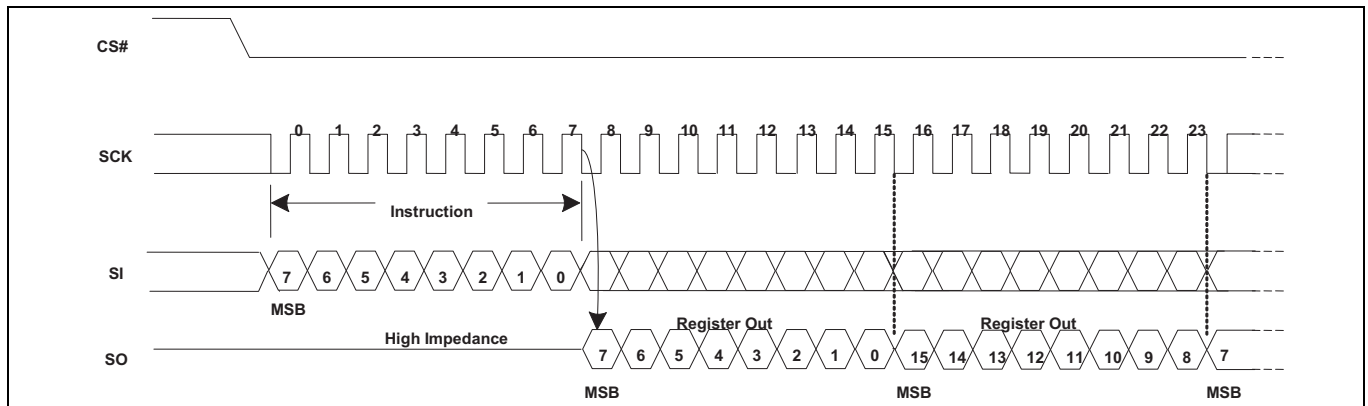 CS#
0 1 2 3 4 5 6 7 8 9 10 11 12 13 14 15 16 17 18 19 20 21 22 23
SCK
Instruction
SI
7 6 5 4 3 2 1 0
MSB
High Impedance
Register Out Register Out
SO
7 6 5 4 3 2 1 0 15 14 13 12 11 10 9 8 7
MSB MSB MSB